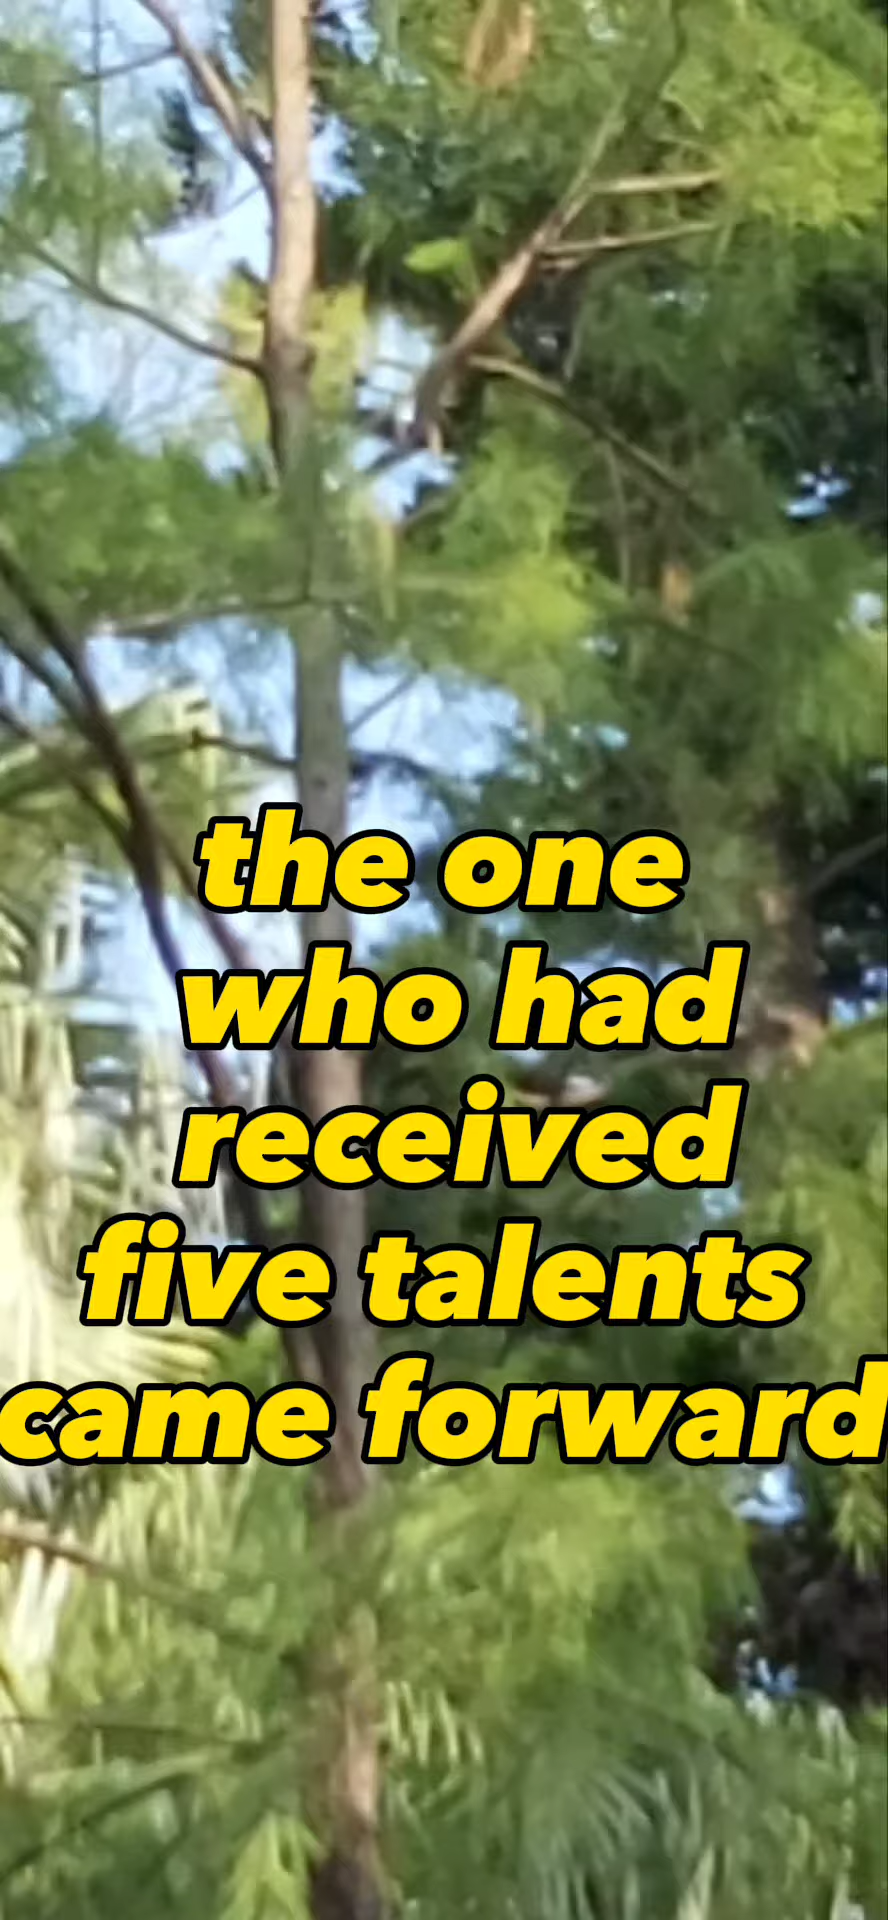 the one
who had
received
five talents
came forward